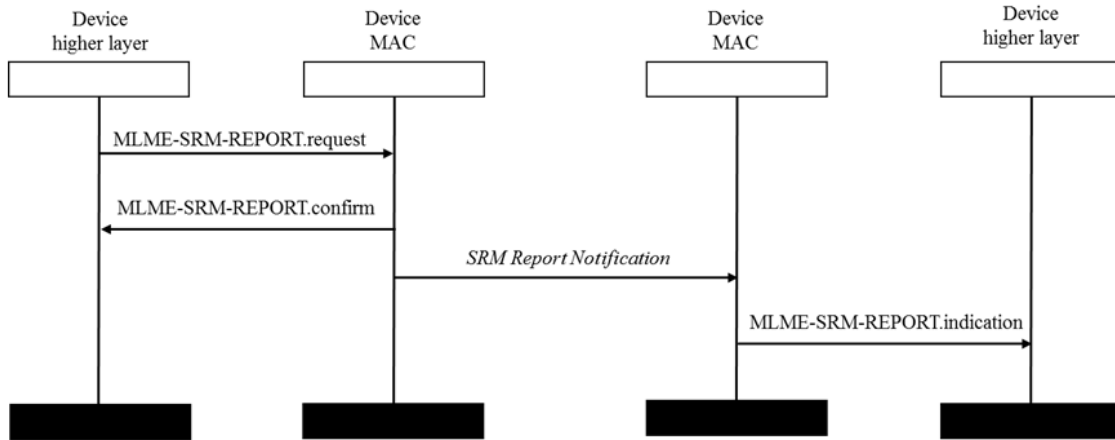 Device
higher layer
Device
MAC
Device
MAC
Device
higher layer
MLME-SRM-REPORT.request
MLME-SRM-REPORT.confirm
SRM Report Notification
MLME-SRM-REPORT.indication